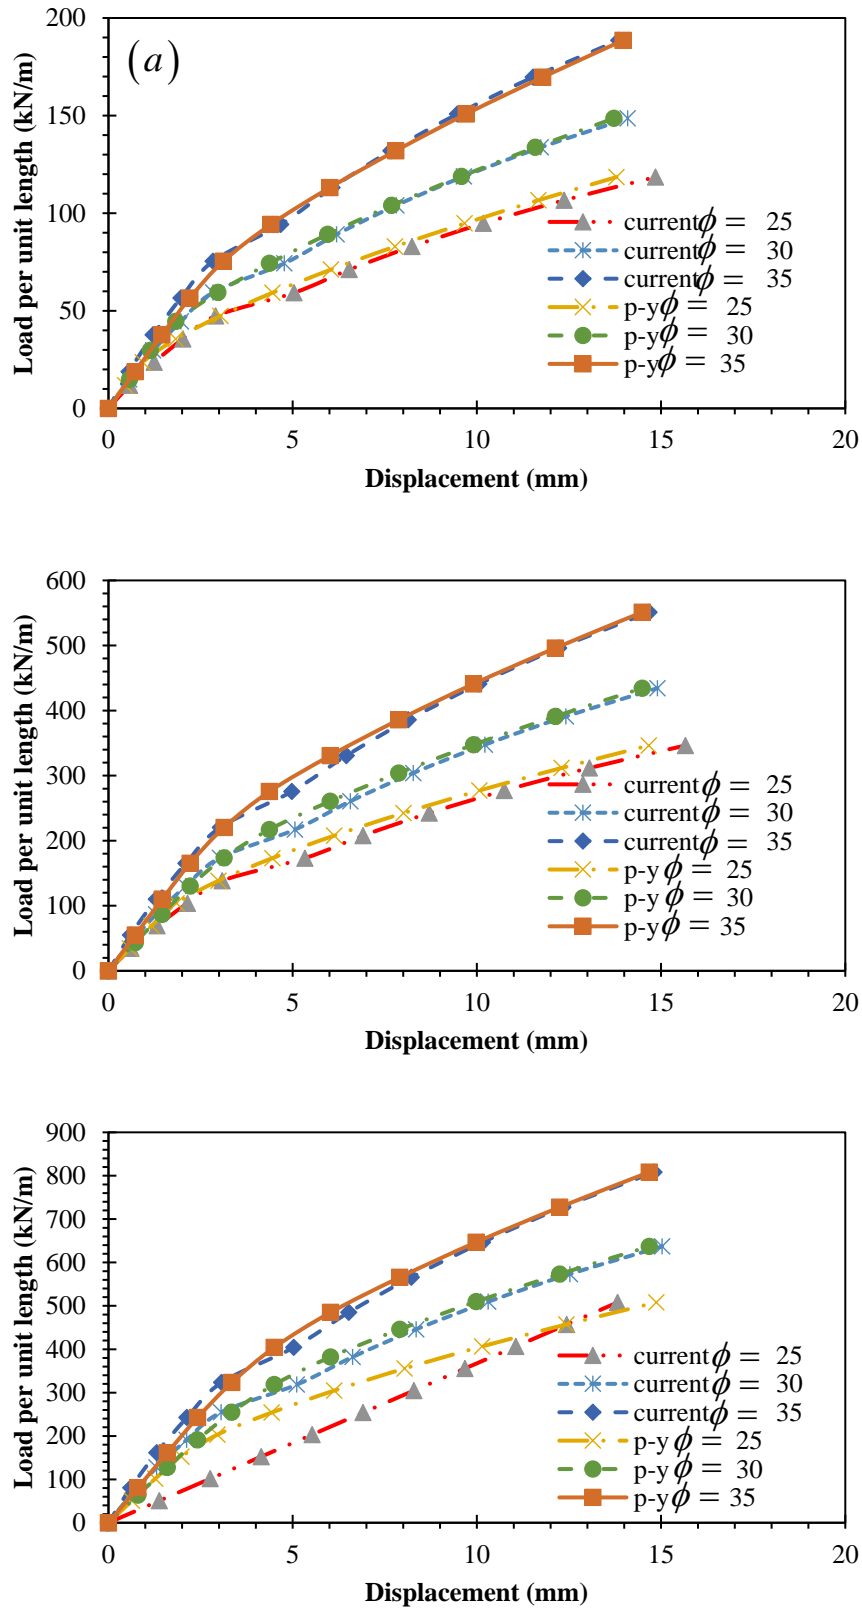 (a)
Load per unit length (kN/m)
200
150
100
50
0
current ϕ = 25
current ϕ = 30
current ϕ = 35
p-y ϕ = 25
p-y ϕ = 30
p-y ϕ = 35
0 5 10 15 20
Displacement (mm)
Load per unit length (kN/m)
600
500
400
300
200
100
0
current ϕ = 25
current ϕ = 30
current ϕ = 35
p-y ϕ = 25
p-y ϕ = 30
p-y ϕ = 35
0 5 10 15 20
Displacement (mm)
Load per unit length (kN/m)
900
800
700
600
500
400
300
200
100
0
current ϕ = 25
current ϕ = 30
current ϕ = 35
p-y ϕ = 25
p-y ϕ = 30
p-y ϕ = 35
0 5 10 15 20
Displacement (mm)